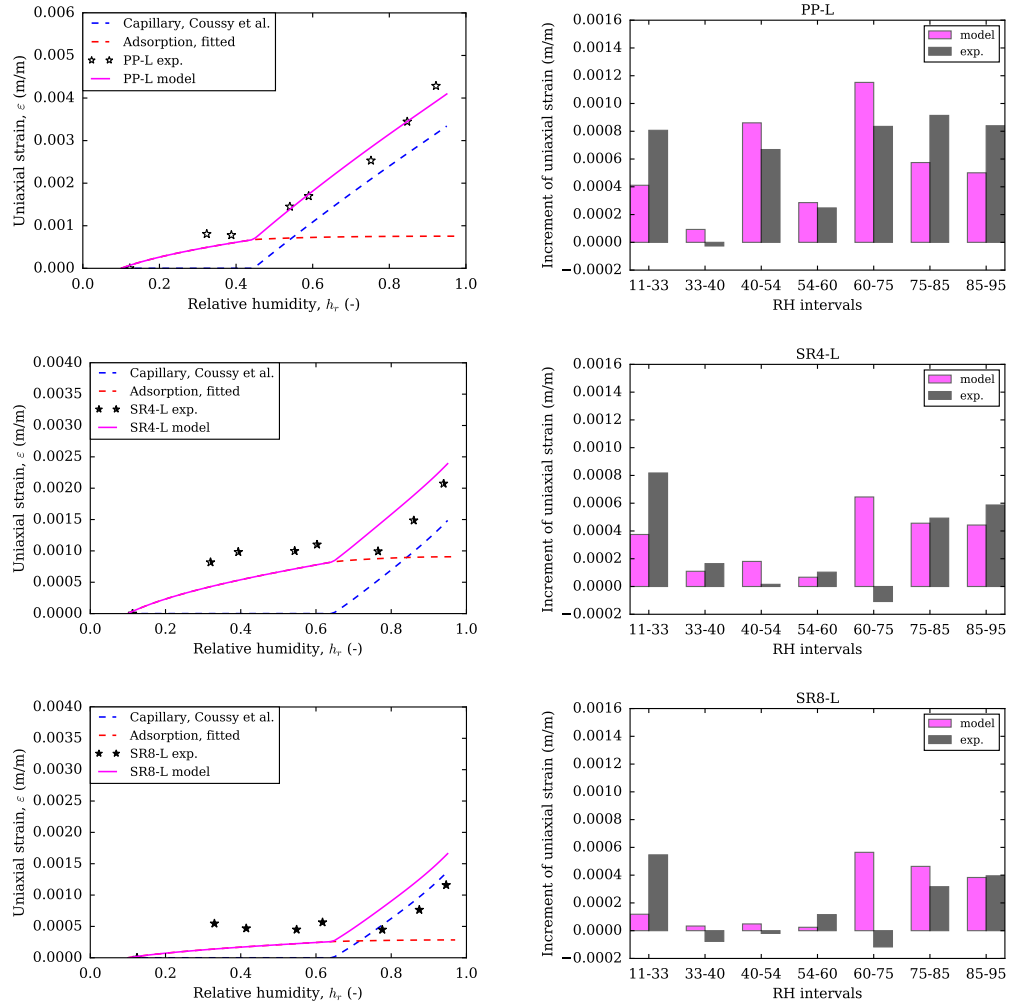 0.006
0.005
0.004
0.003
0.002
0.001
0.000
Uniaxial strain, ε (m/m)
Capillary, Coussy et al.
Adsorption, fitted
PP-L exp.
PP-L model
0.0 0.2 0.4 0.6 0.8 1.0
Relative humidity, hᵣ (-)
PP-L
0.0016
0.0014
0.0012
0.0010
0.0008
0.0006
0.0004
0.0002
0.0000
−0.0002
Increment of uniaxial strain (m/m)
model
exp.
11-33 33-40 40-54 54-60 60-75 75-85 85-95
RH intervals
0.0040
0.0035
0.0030
0.0025
0.0020
0.0015
0.0010
0.0005
0.0000
Uniaxial strain, ε (m/m)
Capillary, Coussy et al.
Adsorption, fitted
SR4-L exp.
SR4-L model
0.0 0.2 0.4 0.6 0.8 1.0
Relative humidity, hᵣ (-)
SR4-L
0.0016
0.0014
0.0012
0.0010
0.0008
0.0006
0.0004
0.0002
0.0000
−0.0002
Increment of uniaxial strain (m/m)
model
exp.
11-33 33-40 40-54 54-60 60-75 75-85 85-95
RH intervals
0.0040
0.0035
0.0030
0.0025
0.0020
0.0015
0.0010
0.0005
0.0000
Uniaxial strain, ε (m/m)
Capillary, Coussy et al.
Adsorption, fitted
SR8-L exp.
SR8-L model
0.0 0.2 0.4 0.6 0.8 1.0
Relative humidity, hᵣ (-)
SR8-L
0.0016
0.0014
0.0012
0.0010
0.0008
0.0006
0.0004
0.0002
0.0000
−0.0002
Increment of uniaxial strain (m/m)
model
exp.
11-33 33-40 40-54 54-60 60-75 75-85 85-95
RH intervals